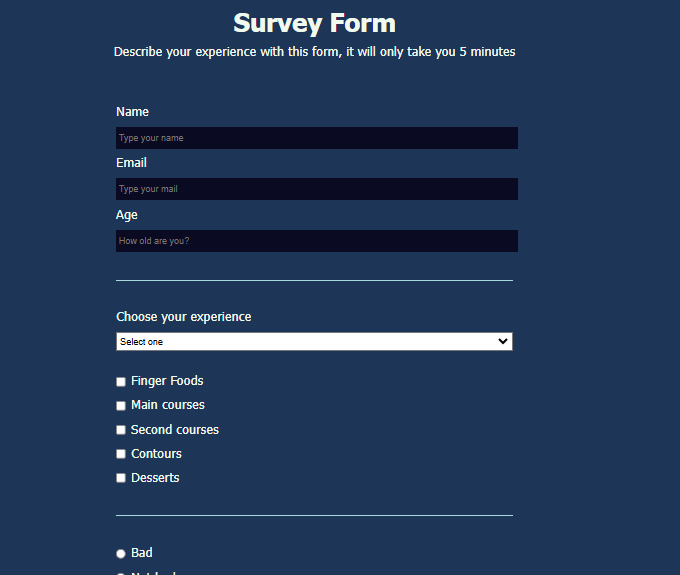 Survey Form
Describe your experience with this form, it will only take you 5 minutes
Name
Type your name
Email
Type your mail
Age
How old are you?
Choose your experience
Select one
Finger Foods
Main courses
Second courses
Contours
Desserts
Bad